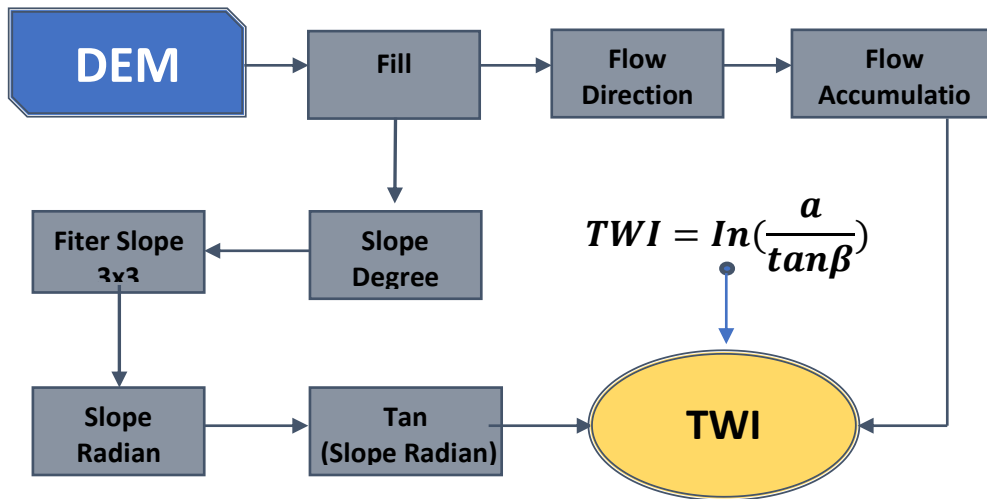 DEM
Fill
Flow
Direction
Flow
Accumulatio
Fiter Slope
3x3
Slope
Degree
TWI = In(a/tanβ)
Slope
Radian
Tan
(Slope Radian)
TWI